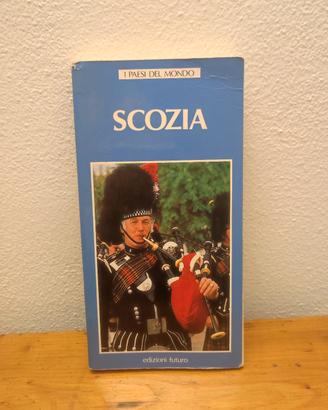 I PAESI DEL MONDO
SCOZIA
edizioni futuro